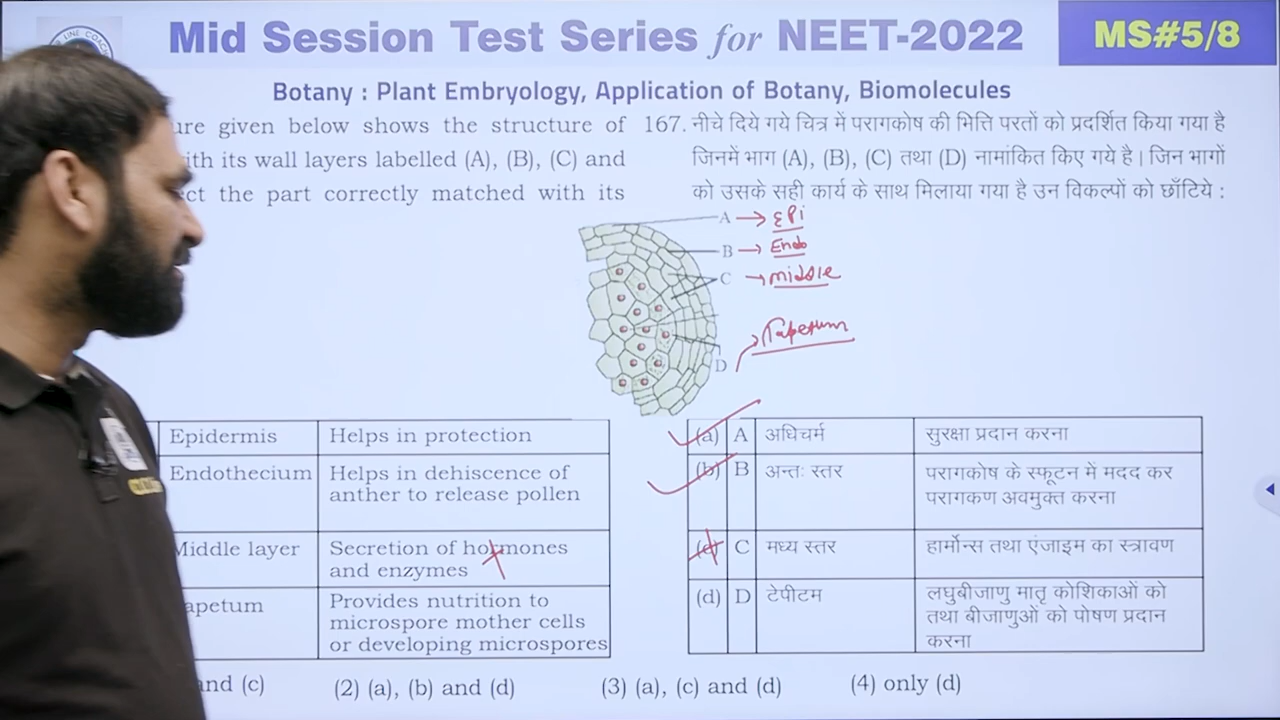 LINE COAC
Mid Session Test Series for NEET-2022
MS#5/8
Botany : Plant Embryology, Application of Botany, Biomolecules
ure given below shows the structure of
ith its wall layers labelled (A), (B), (C) and
ct the part correctly matched with its
167. नीचे दिये गये चित्र में परागकोष की भित्ति परतों को प्रदर्शित किया गया है
जिनमें भाग (A), (B), (C) तथा (D) नामांकित किए गये है। जिन भागों
को उसके सही कार्य के साथ मिलाया गया है उन विकल्पों को छाँटिये :
A → Epi
B → Endo
C → middle
D Tapetum
Epidermis Helps in protection
Endothecium Helps in dehiscence of
anther to release pollen
Middle layer Secretion of hormones
and enzymes
apetum Provides nutrition to
microspore mother cells
or developing microspores
(a) A अधिचर्म सुरक्षा प्रदान करना
(b) B अन्तः स्तर परागकोष के स्फूटन में मदद कर
परागकण अवमुक्त करना
(c) C मध्य स्तर हार्मोन्स तथा एंजाइम का स्त्रावण
(d) D टेपीटम लघुबीजाणु मातृ कोशिकाओं को
तथा बीजाणुओं को पोषण प्रदान
करना
and (c) (2) (a), (b) and (d) (3) (a), (c) and (d) (4) only (d)